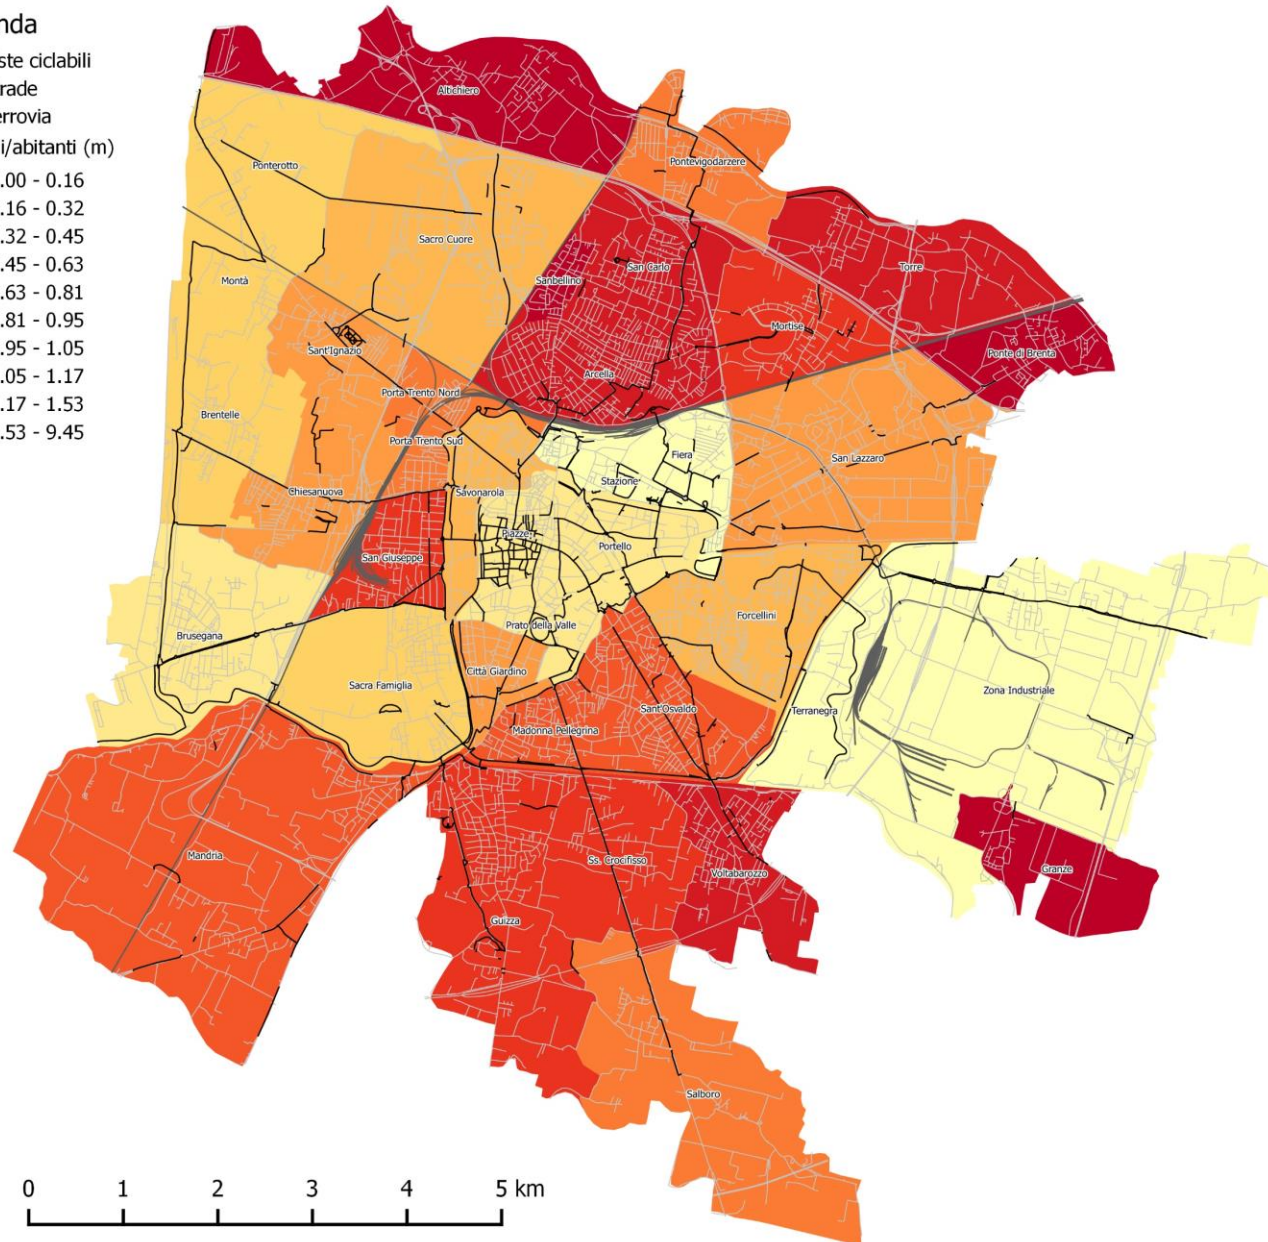 nda
ste ciclabili
rade
errovia
i/abitanti (m)
.00 - 0.16
.16 - 0.32
.32 - 0.45
.45 - 0.63
.63 - 0.81
.81 - 0.95
.95 - 1.05
.05 - 1.17
.17 - 1.53
.53 - 9.45
Altichiero
Ponterotto
Pontevigodarzere
Sacro Cuore
San Carlo
Torre
Montà
Sanbellino
Mortise
Sant'Ignazio
Ponte di Brenta
Arcella
Porta Trento Nord
Brentelle
Porta Trento Sud
Fiera
San Lazzaro
Stazione
Chiesanuova
Savonarola
Piazze
Portello
San Giuseppe
Forcellini
Prato della Valle
Brusegana
Città Giardino
Sacra Famiglia
Zona Industriale
Sant'Osvaldo
Terranegra
Madonna Pellegrina
Mandria
Ss. Crocifisso
Voltabarozzo
Granze
Guizza
Salboro
0 1 2 3 4 5 km